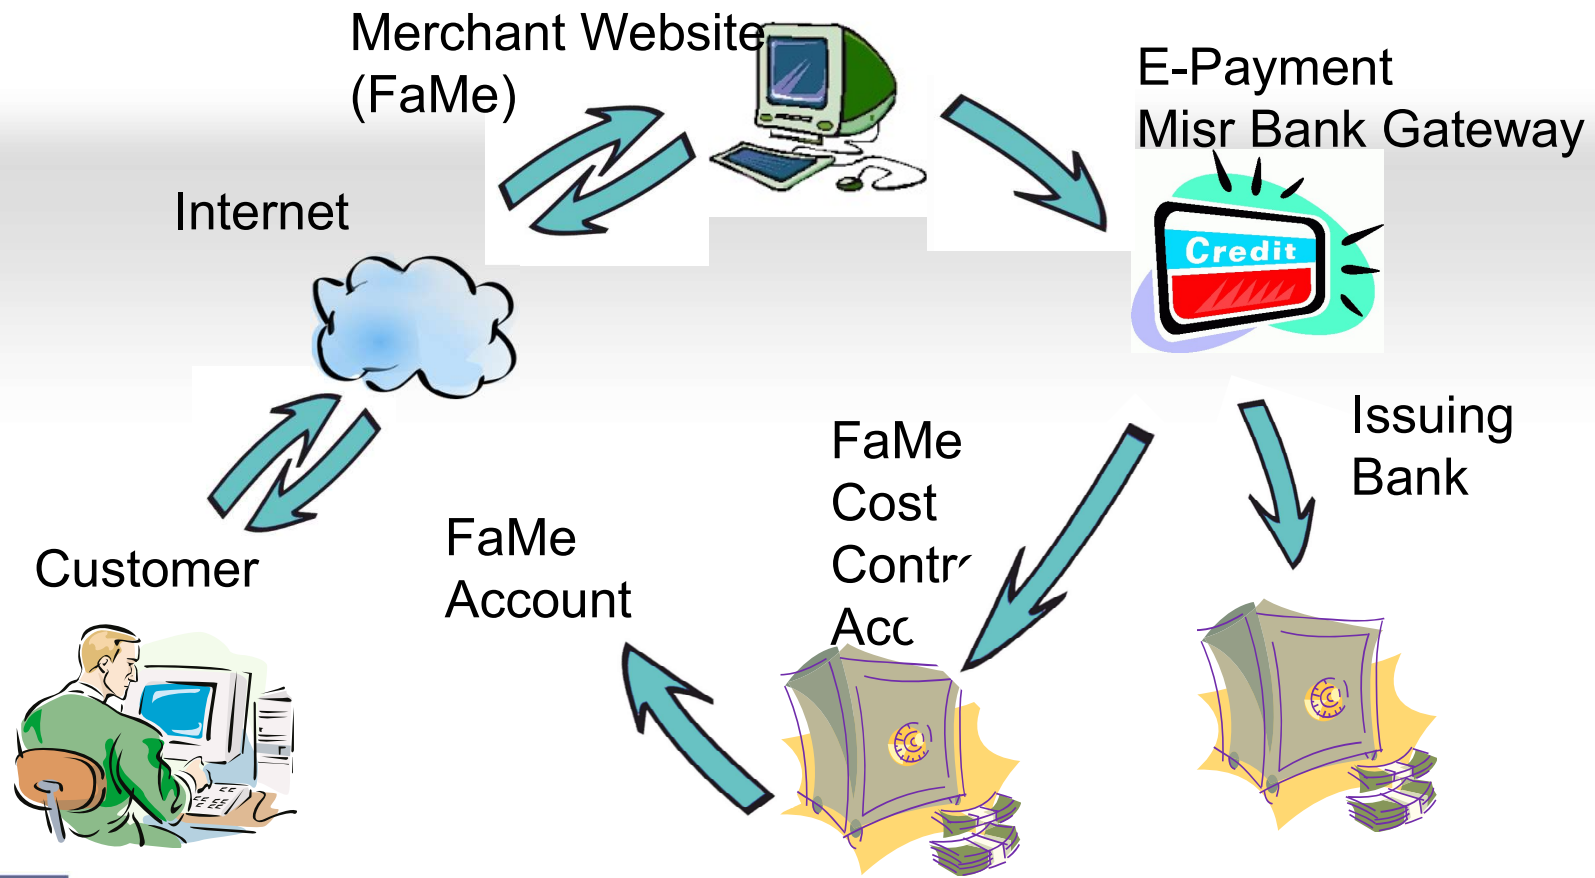 Merchant Website
(FaMe)
E-Payment
Misr Bank Gateway
Internet
Credit
Issuing
Bank
FaMe
Cost
Customer
FaMe
Account